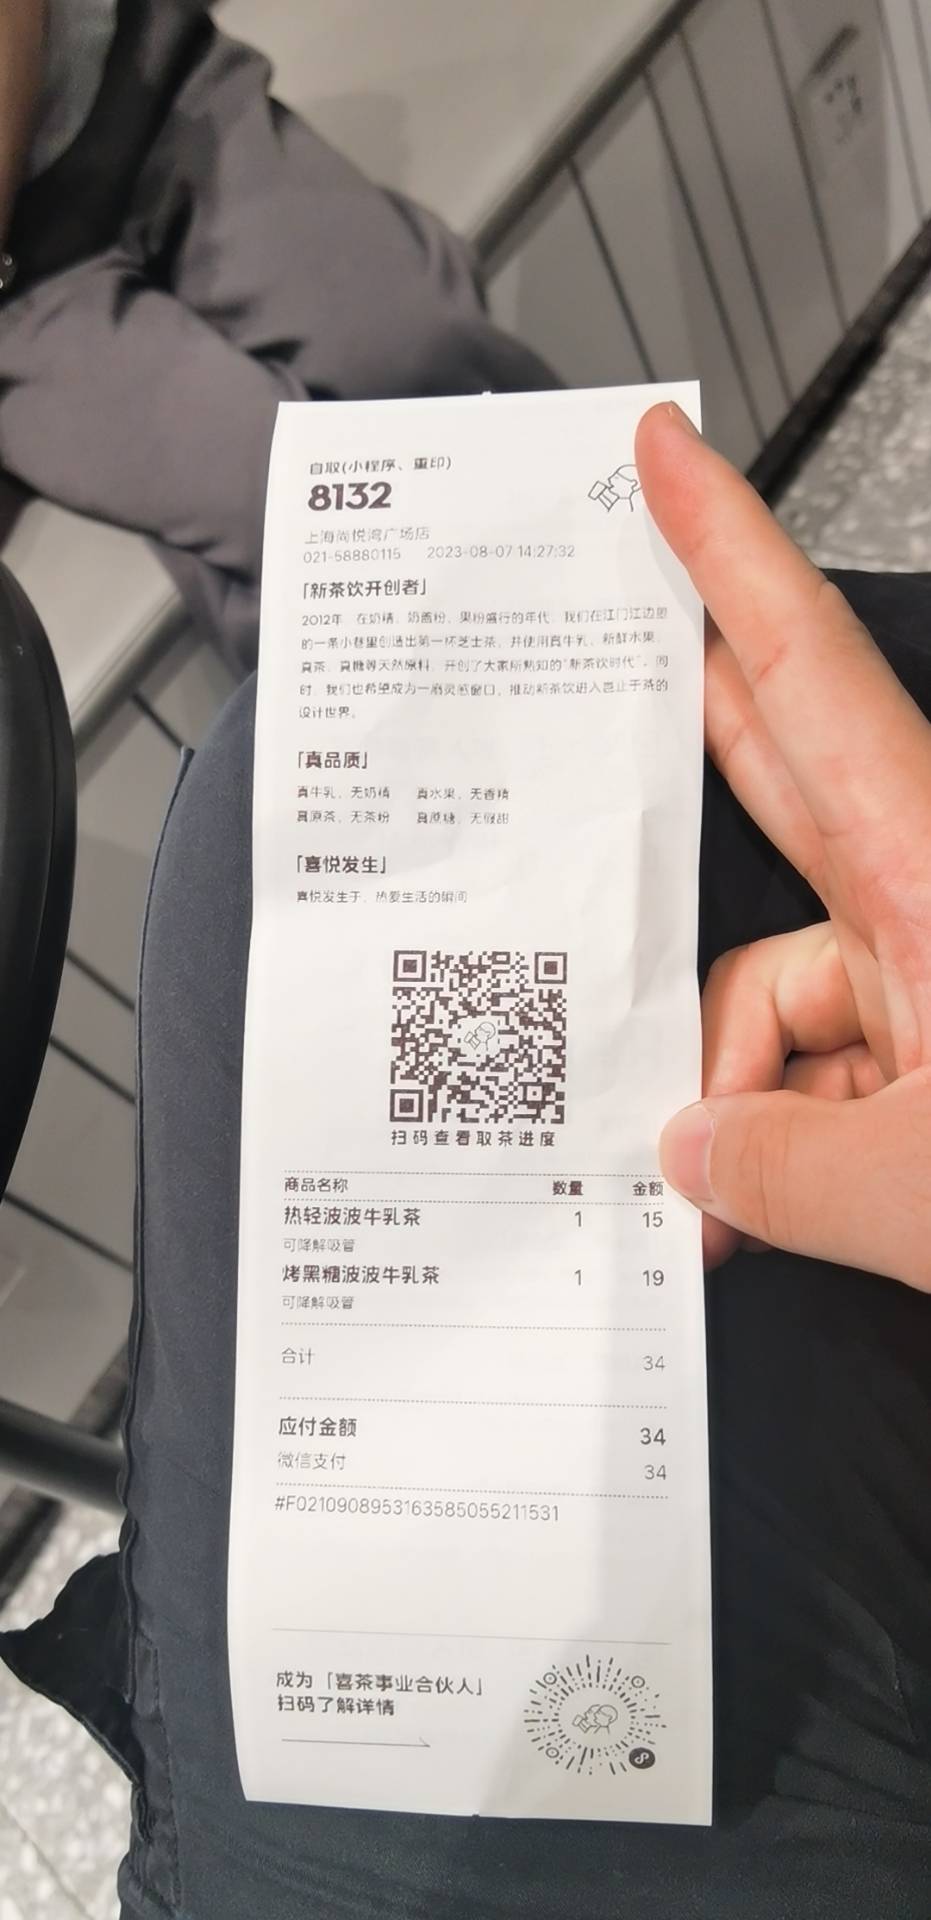 自取(小程序、重印)
8132
上海尚悦湾广场店
021-58880115 2023-08-07 14:27:32
「新茶饮开创者」
2012年，在奶精、奶盖粉、果粉盛行的年代，我们在江门江边里
的一条小巷里创造出第一杯芝士茶，并使用真牛乳、新鲜水果、
真茶、真糖等天然原料，开创了大家所熟知的“新茶饮时代”。同
时，我们也希望成为一扇灵感窗口，推动新茶饮进入岂止于茶的
设计世界。
「真品质」
真牛乳，无奶精 真水果，无香精
真原茶，无茶粉 真蔗糖，无假甜
「喜悦发生」
喜悦发生于，热爱生活的瞬间
扫码查看取茶进度
商品名称 数量 金额
热轻波波牛乳茶 1 15
可降解吸管
烤黑糖波波牛乳茶 1 19
可降解吸管
合计 34
应付金额 34
微信支付 34
#F02109089531635850552​11531
成为「喜茶事业合伙人」
扫码了解详情